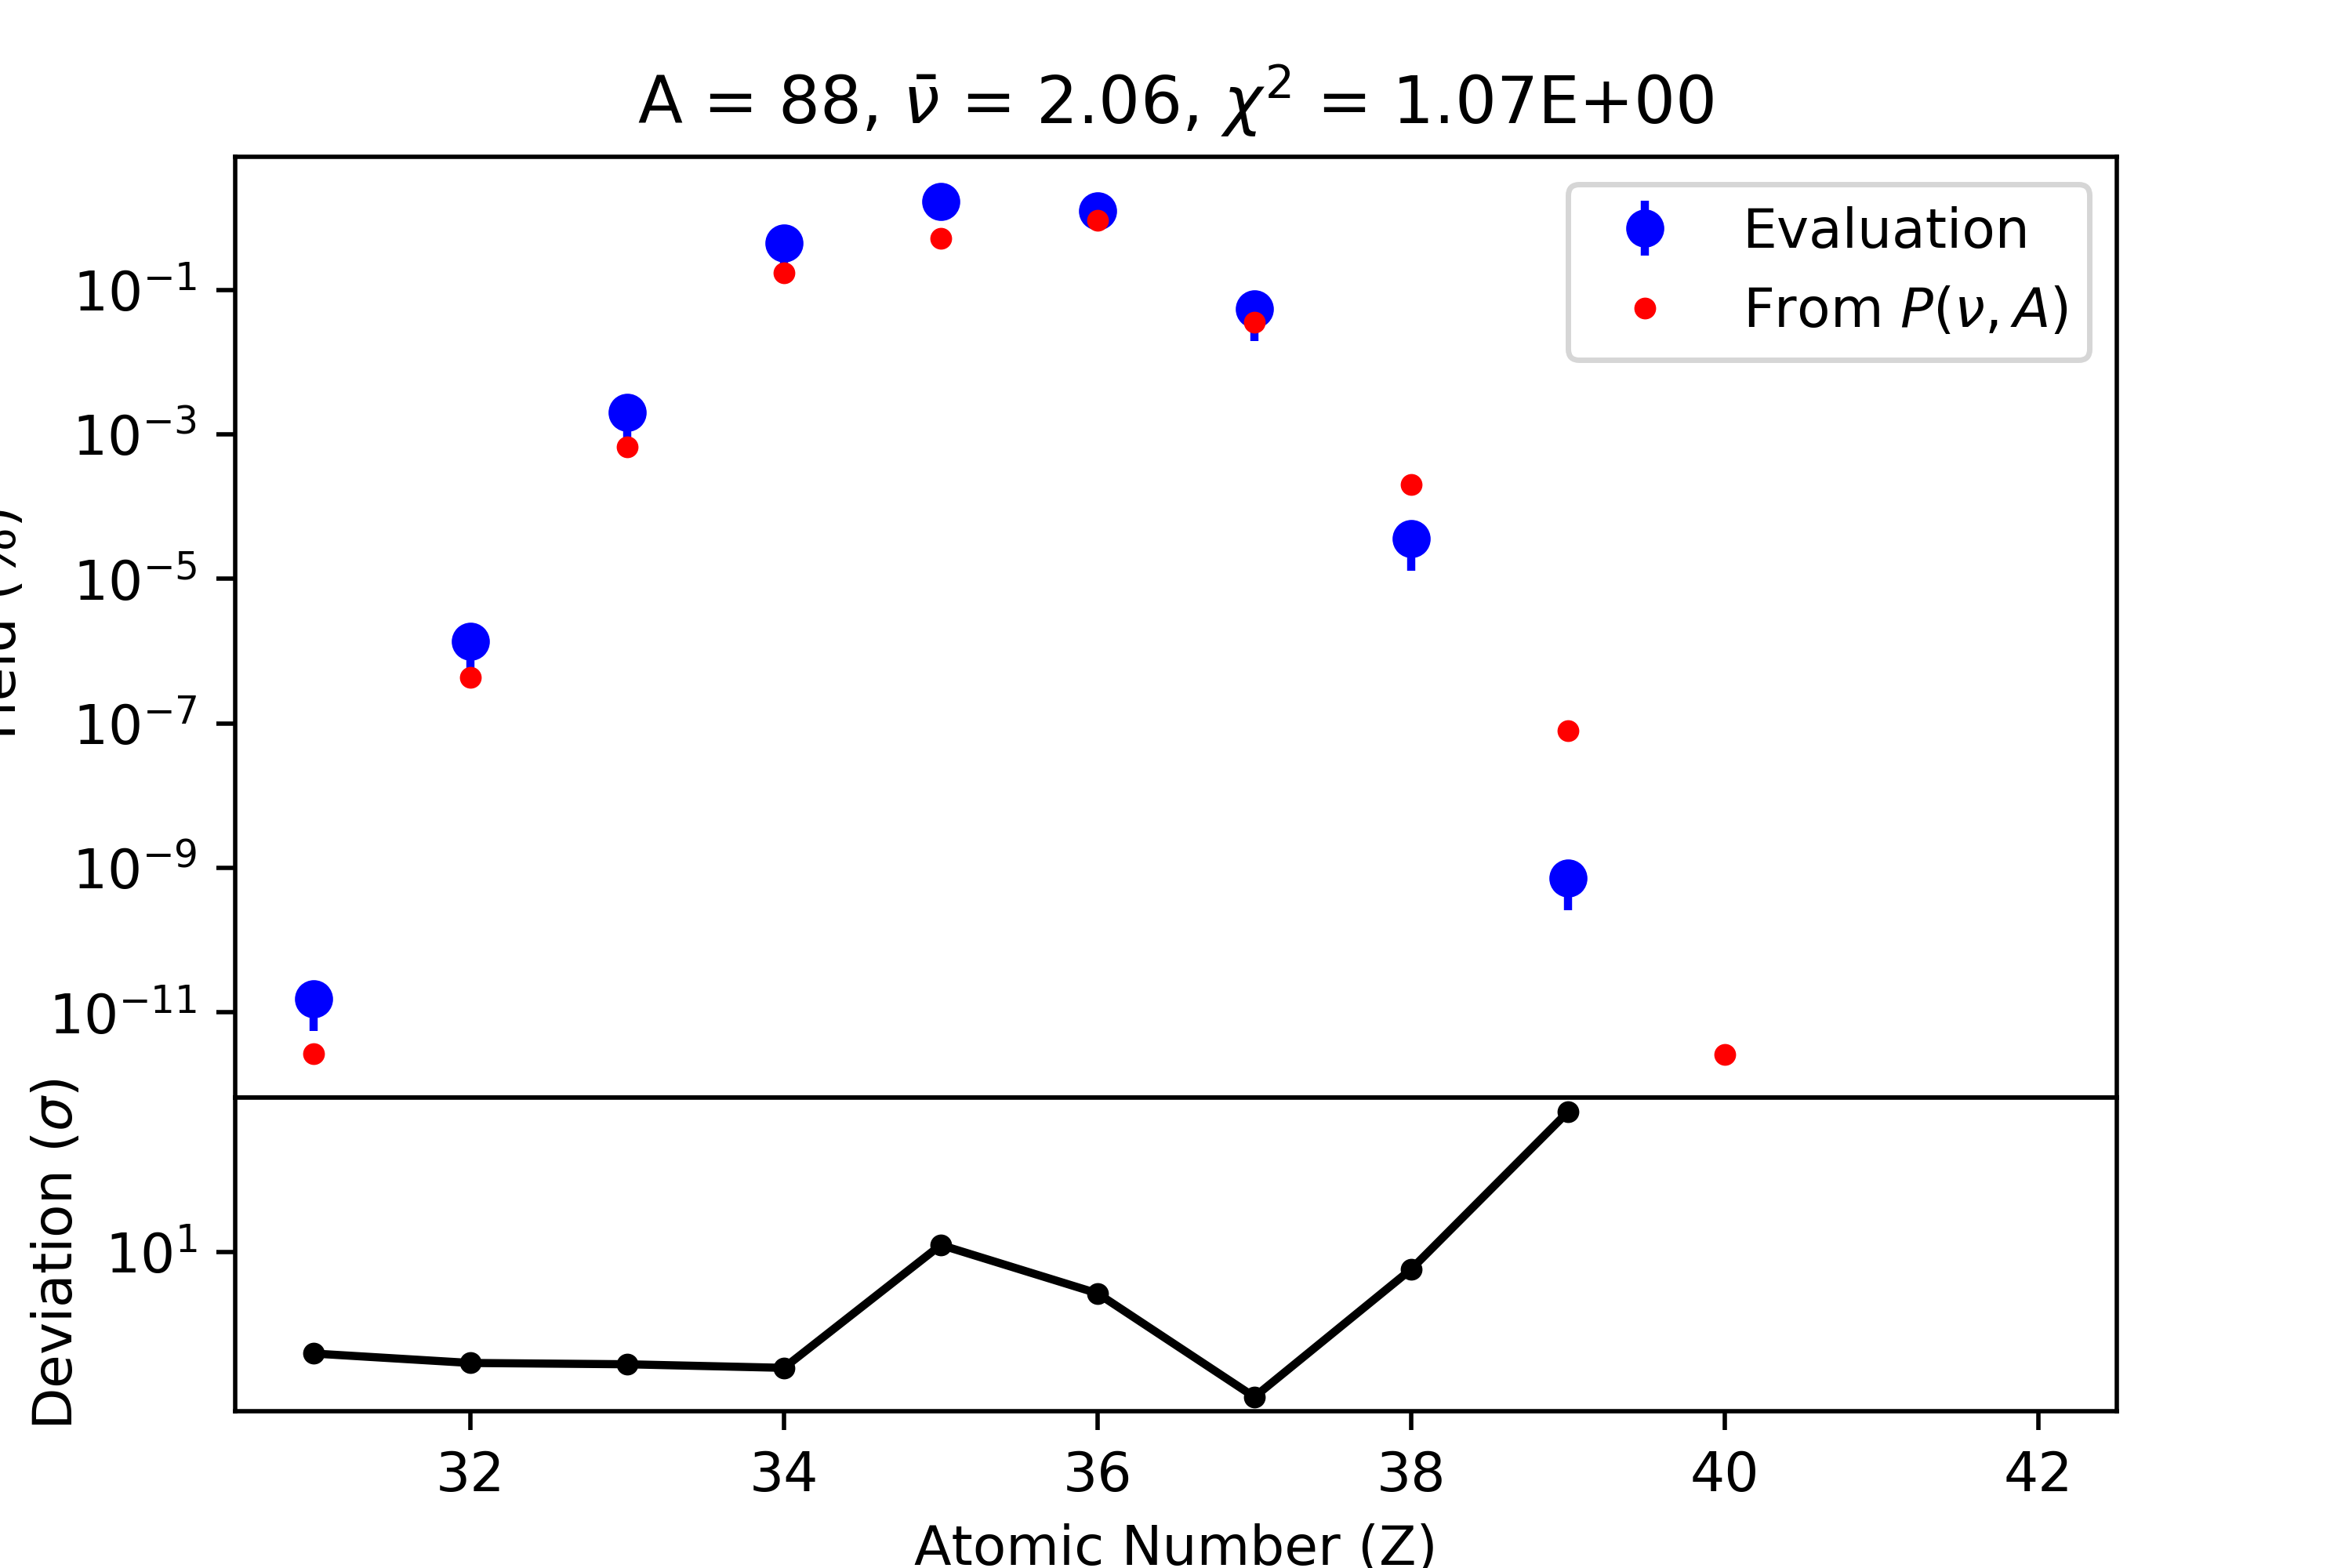 A = 88, ν̄ = 2.06, χ² = 1.07E+00
Evaluation
From P(ν, A)
10⁻¹
10⁻³
10⁻⁵
10⁻⁷
10⁻⁹
10⁻¹¹
(%)
Deviation (σ)
10¹
32 34 36 38 40 42
Atomic Number (Z)